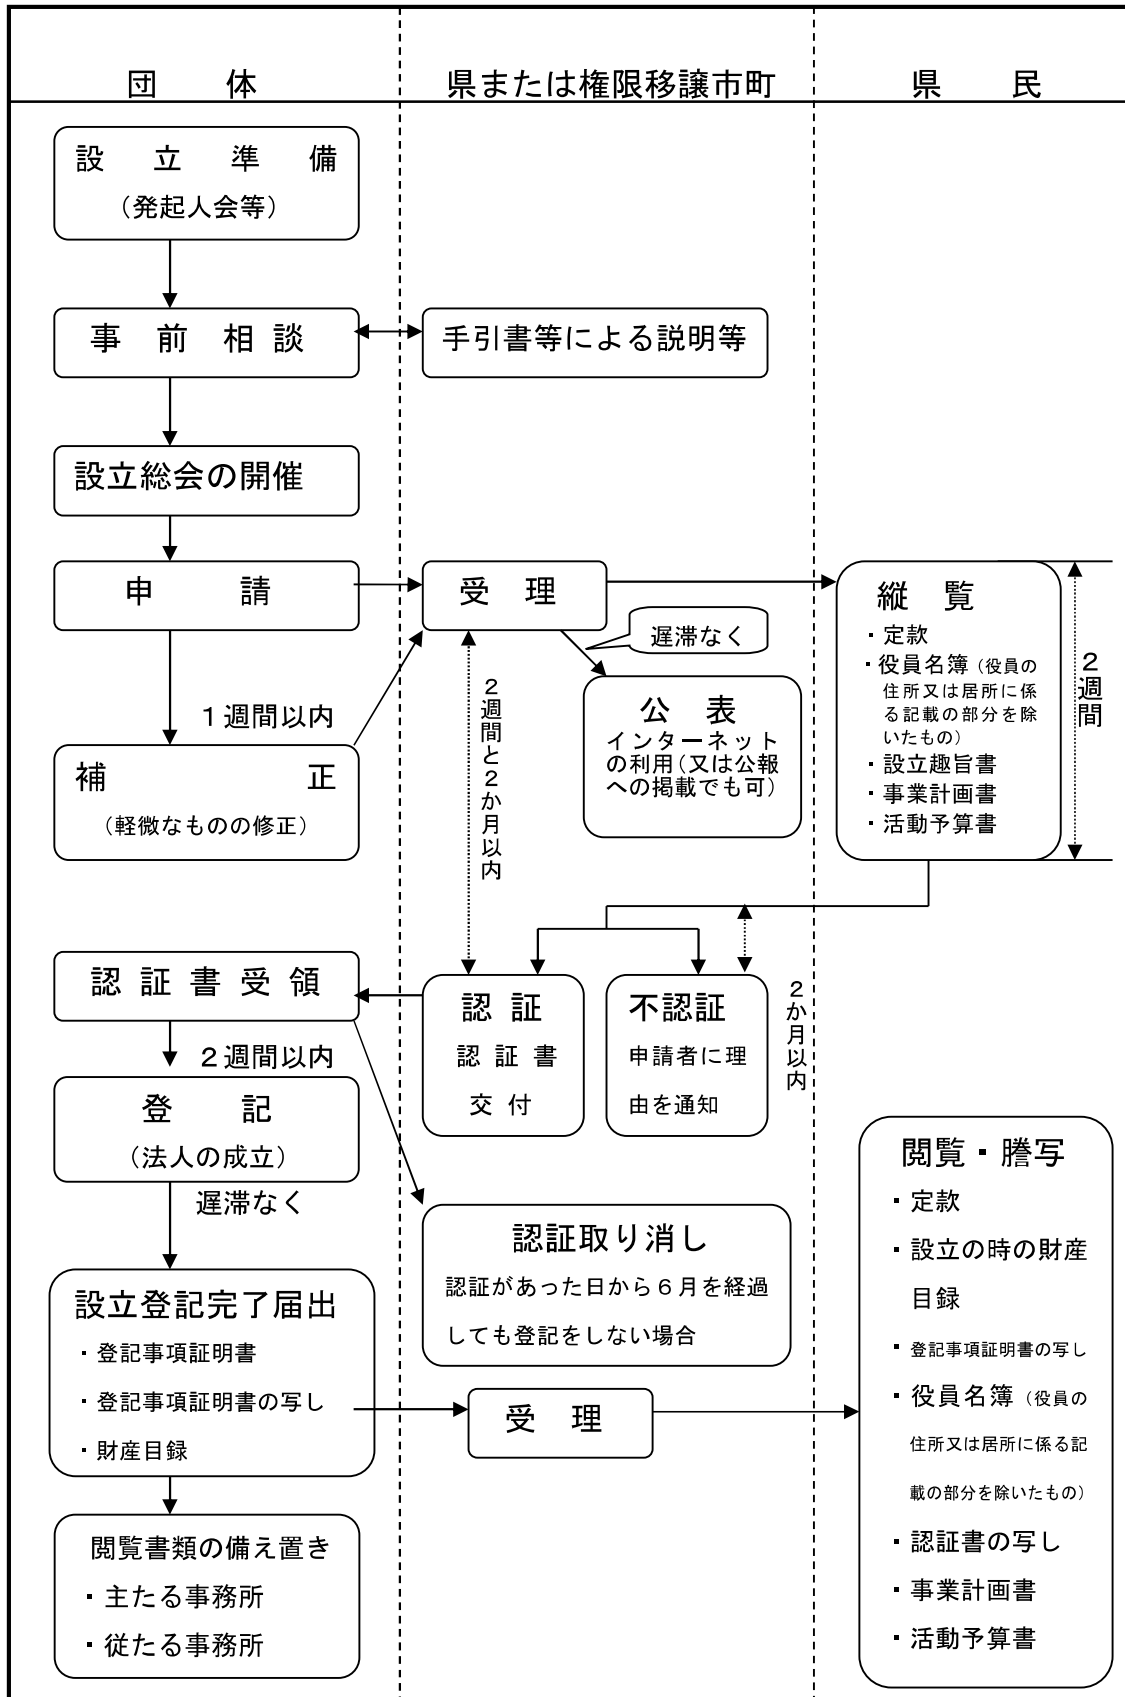 団体
県または権限移譲市町
県民
設立準備
（発起人会等）
事前相談
手引書等による説明等
設立総会の開催
申請
受理
縦覧
・定款
・役員名簿（役員の
住所又は居所に係
る記載の部分を除
いたもの）
・設立趣旨書
・事業計画書
・活動予算書
2週間
遅滞なく
公表
インターネット
の利用（又は公報
への掲載でも可）
1週間以内
補正
（軽微なものの修正）
2週間と2か月以内
認証書受領
認証
認証書
交付
不認証
申請者に理
由を通知
2か月以内
2週間以内
登記
（法人の成立）
遅滞なく
認証取り消し
認証があった日から6月を経過
しても登記をしない場合
設立登記完了届出
・登記事項証明書
・登記事項証明書の写し
・財産目録
受理
閲覧・謄写
・定款
・設立の時の財産
目録
・登記事項証明書の写し
・役員名簿（役員の
住所又は居所に係る記
載の部分を除いたもの）
・認証書の写し
・事業計画書
・活動予算書
閲覧書類の備え置き
・主たる事務所
・従たる事務所